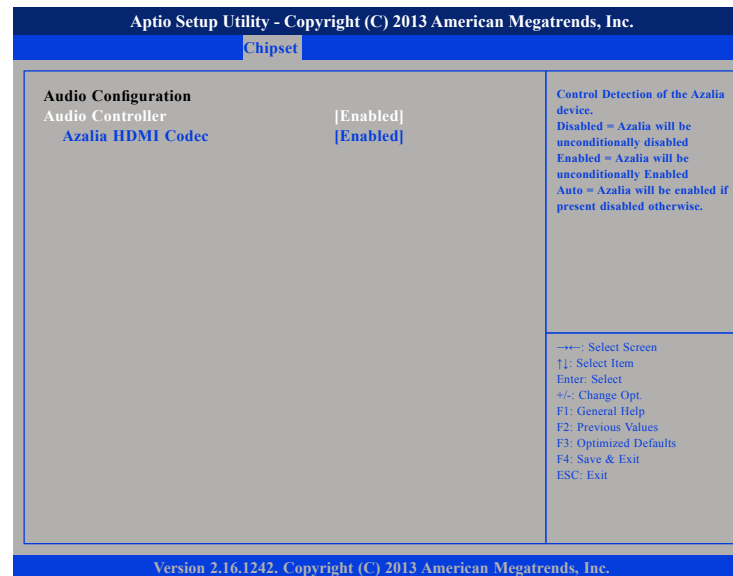 Aptio Setup Utility - Copyright (C) 2013 American Megatrends, Inc.
Chipset
Audio Configuration
Audio Controller [Enabled]
Azalia HDMI Codec [Enabled]
Control Detection of the Azalia
device.
Disabled = Azalia will be
unconditionally disabled
Enabled = Azalia will be
unconditionally Enabled
Auto = Azalia will be enabled if
present disabled otherwise.
→←: Select Screen
↑↓: Select Item
Enter: Select
+/-: Change Opt.
F1: General Help
F2: Previous Values
F3: Optimized Defaults
F4: Save & Exit
ESC: Exit
Version 2.16.1242. Copyright (C) 2013 American Megatrends, Inc.